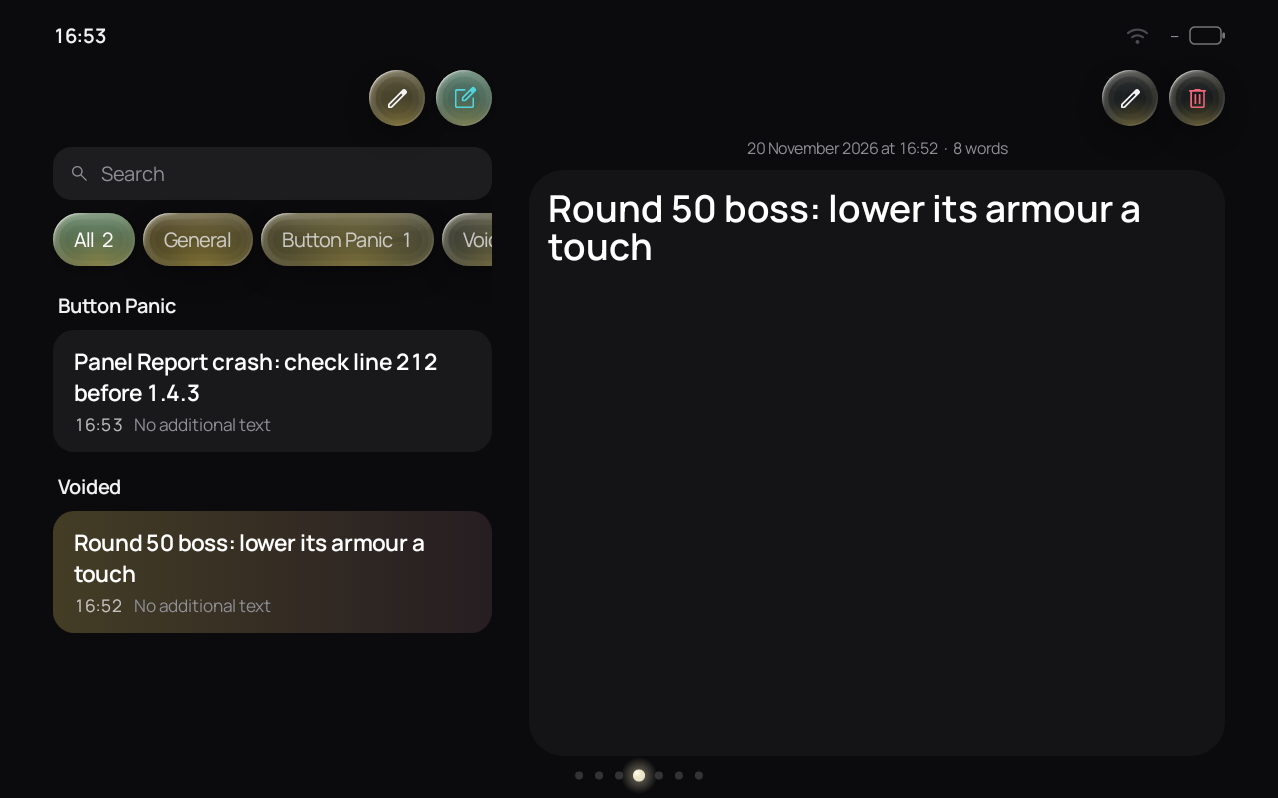 16:53
–
Search
All 2
General
Button Panic 1
Voi
Button Panic
Panel Report crash: check line 212
before 1.4.3
16:53 No additional text
Voided
Round 50 boss: lower its armour a
touch
16:52 No additional text
20 November 2026 at 16:52 · 8 words
Round 50 boss: lower its armour a
touch